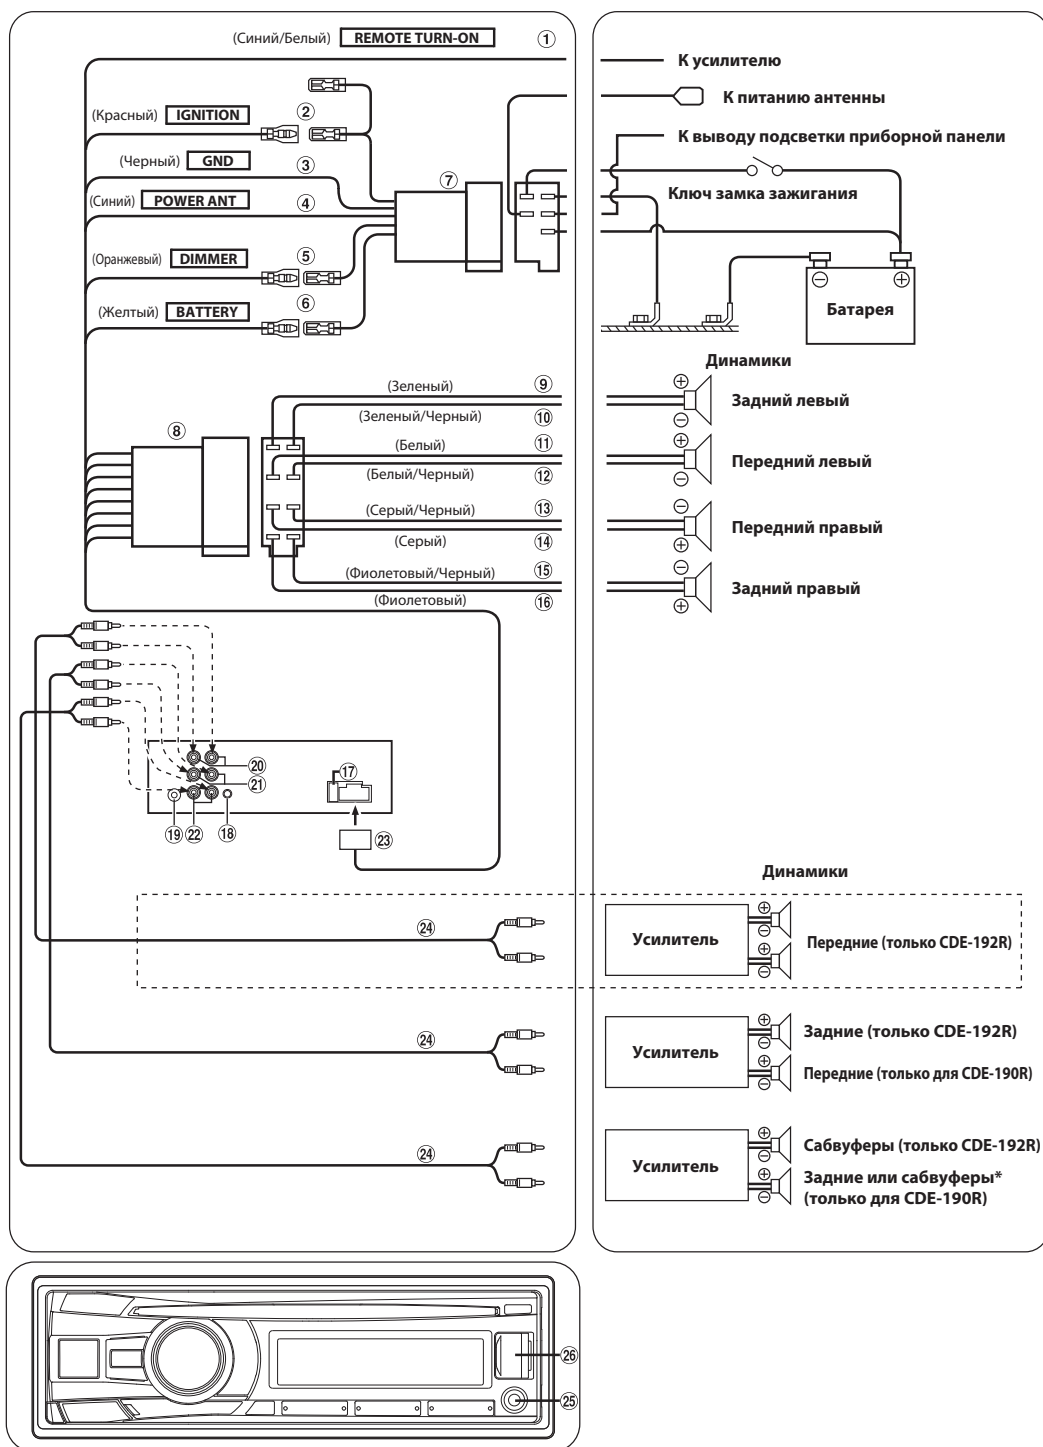 (Синий/Белый) REMOTE TURN-ON ①
К усилителю
К питанию антенны
(Красный) IGNITION ②
К выводу подсветки приборной панели
(Черный) GND ③
⑦
Ключ замка зажигания
(Синий) POWER ANT ④
(Оранжевый) DIMMER ⑤
(Желтый) BATTERY ⑥
⊖ ⊕
Батарея
Динамики
(Зеленый) ⑨
⊕
Задний левый
(Зеленый/Черный) ⑩
⊖
⑧
(Белый) ⑪
⊕
Передний левый
(Белый/Черный) ⑫
⊖
(Серый/Черный) ⑬
⊖
Передний правый
(Серый) ⑭
⊕
(Фиолетовый/Черный) ⑮
⊖
Задний правый
(Фиолетовый) ⑯
⊕
⑳
⑰
㉑
⑲ ㉒ ⑱
㉓
Динамики
㉔
Усилитель
⊕
⊖
⊕
⊖
Передние (только CDE-192R)
㉔
Усилитель
⊕
⊖
Задние (только CDE-192R)
⊕
⊖
Передние (только для CDE-190R)
㉔
Усилитель
⊕
⊖
Сабвуферы (только CDE-192R)
⊕
⊖
Задние или сабвуферы*
(только для CDE-190R)
㉖
㉕